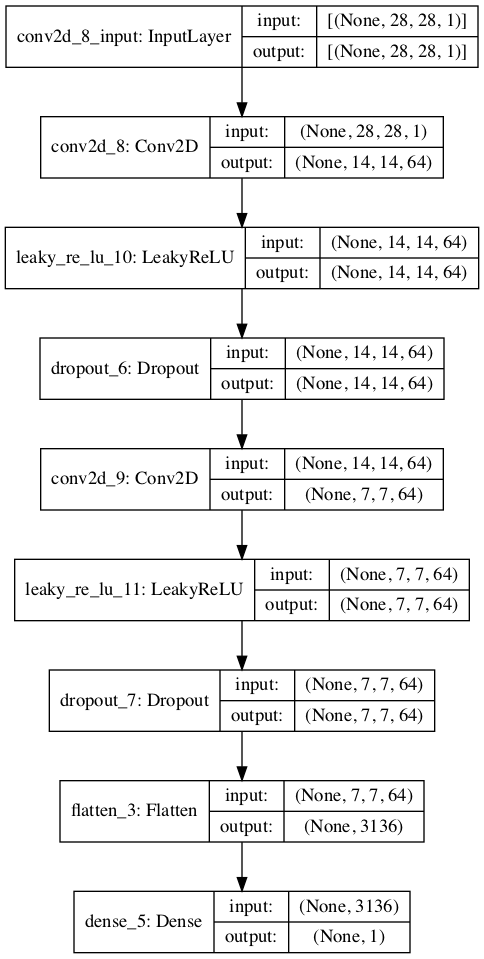 conv2d_8_input: InputLayer
input: [(None, 28, 28, 1)]
output: [(None, 28, 28, 1)]
conv2d_8: Conv2D
input: (None, 28, 28, 1)
output: (None, 14, 14, 64)
leaky_re_lu_10: LeakyReLU
input: (None, 14, 14, 64)
output: (None, 14, 14, 64)
dropout_6: Dropout
input: (None, 14, 14, 64)
output: (None, 14, 14, 64)
conv2d_9: Conv2D
input: (None, 14, 14, 64)
output: (None, 7, 7, 64)
leaky_re_lu_11: LeakyReLU
input: (None, 7, 7, 64)
output: (None, 7, 7, 64)
dropout_7: Dropout
input: (None, 7, 7, 64)
output: (None, 7, 7, 64)
flatten_3: Flatten
input: (None, 7, 7, 64)
output: (None, 3136)
dense_5: Dense
input: (None, 3136)
output: (None, 1)